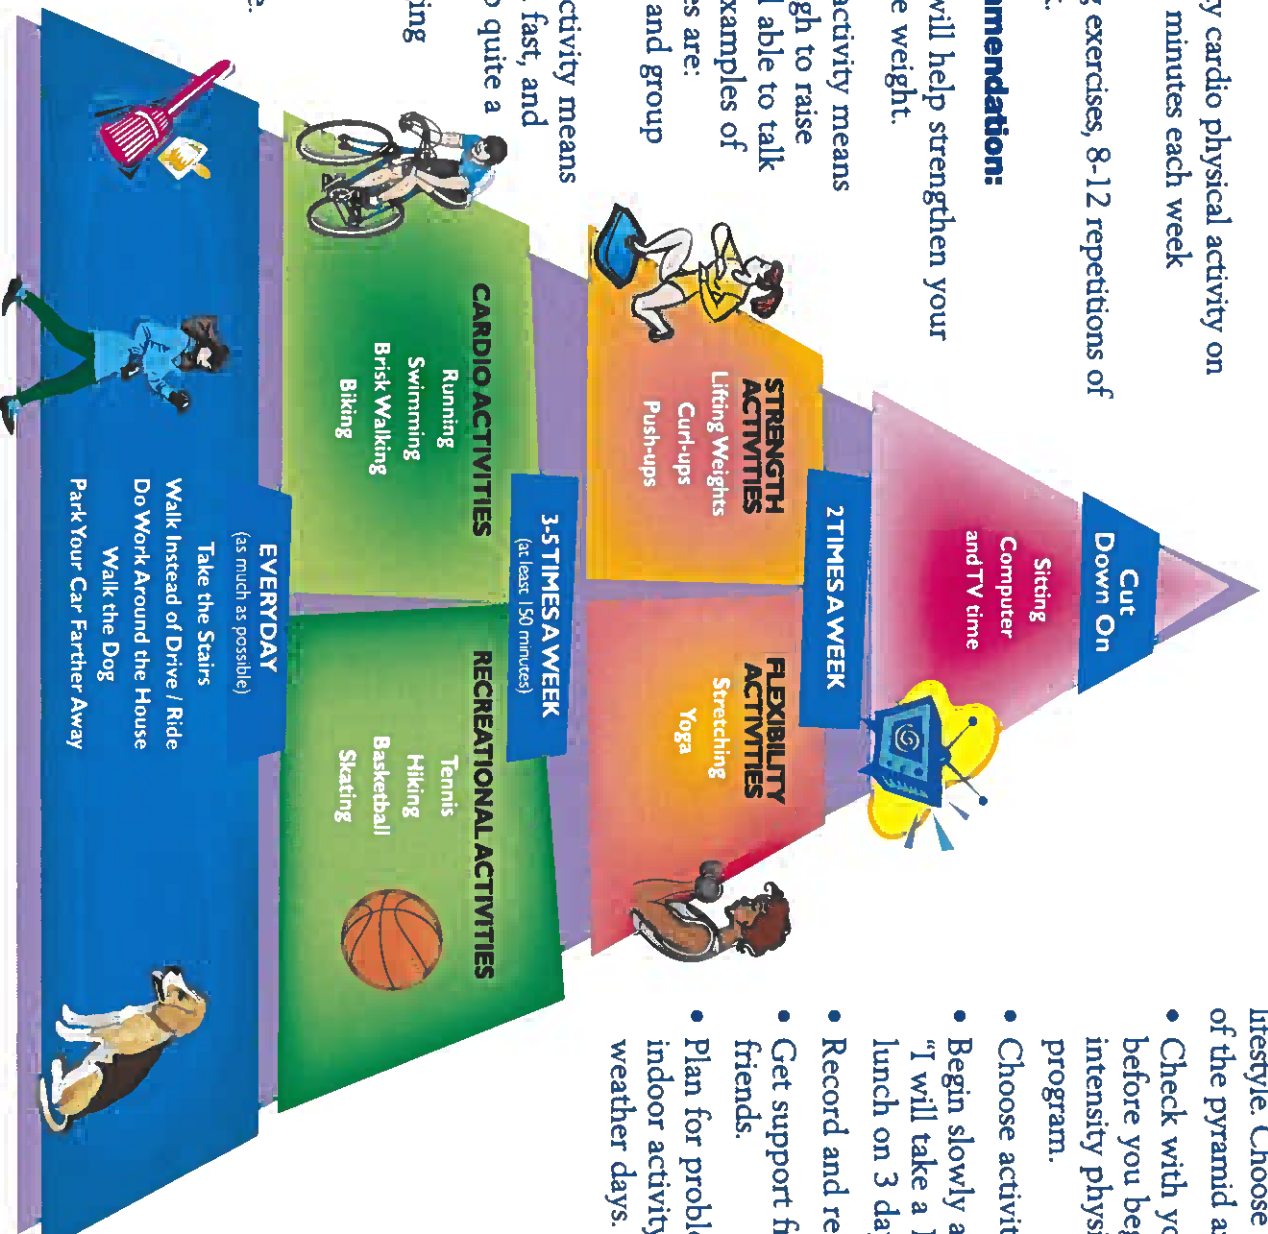 cardio physical activity on
minutes each week
exercises, 8-12 repetitions of
mendation:
will help strengthen your
weight.
activity means
gh to raise
able to talk
xamples of
es are:
and group
ctivity means
fast, and
quite a
ing
Cut
Down On
Sitting
Computer
and TV time
2 TIMES A WEEK
STRENGTH
ACTIVITIES
Lifting Weights
Curl-ups
Push-ups
FLEXIBILITY
ACTIVITIES
Stretching
Yoga
3-5 TIMES A WEEK
(at least 150 minutes)
CARDIO ACTIVITIES
Running
Swimming
Brisk Walking
Biking
RECREATIONAL ACTIVITIES
Tennis
Hiking
Basketball
Skating
EVERYDAY
(as much as possible)
Take the Stairs
Walk Instead of Drive / Ride
Do Work Around the House
Walk the Dog
Park Your Car Farther Away
lifestyle. Choose
of the pyramid a
• Check with yo
before you beg
intensity physi
program.
• Choose activit
• Begin slowly a
"I will take a 1
lunch on 3 da
• Record and re
• Get support f
friends.
• Plan for probl
indoor activity
weather days.